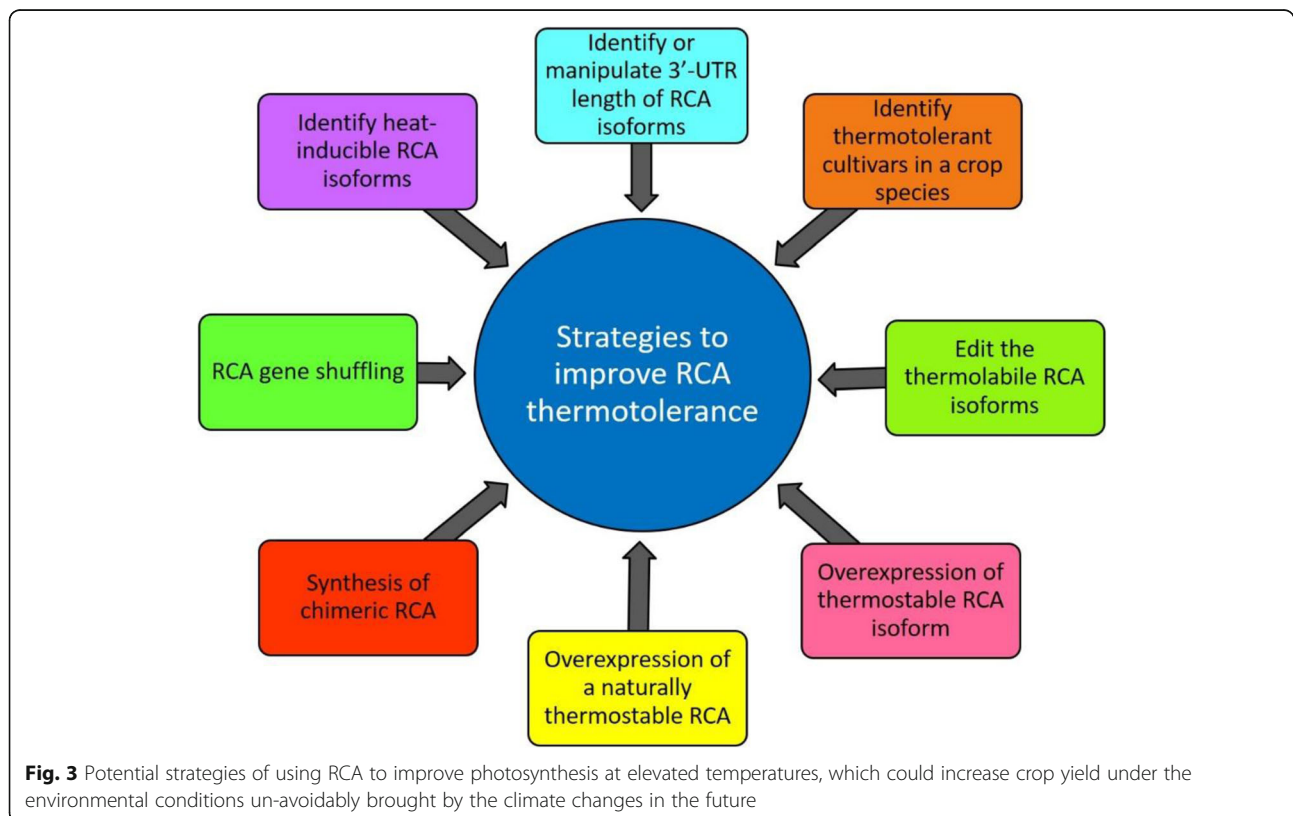 Identify or
manipulate 3′-UTR
length of RCA
isoforms
Identify heat-
inducible RCA
isoforms
Identify
thermotolerant
cultivars in a crop
species
RCA gene shuffling
Strategies to
improve RCA
thermotolerance
Edit the
thermolabile RCA
isoforms
Synthesis of
chimeric RCA
Overexpression of
a naturally
thermostable RCA
Overexpression of
thermostable RCA
isoform
Fig. 3 Potential strategies of using RCA to improve photosynthesis at elevated temperatures, which could increase crop yield under the
environmental conditions un-avoidably brought by the climate changes in the future